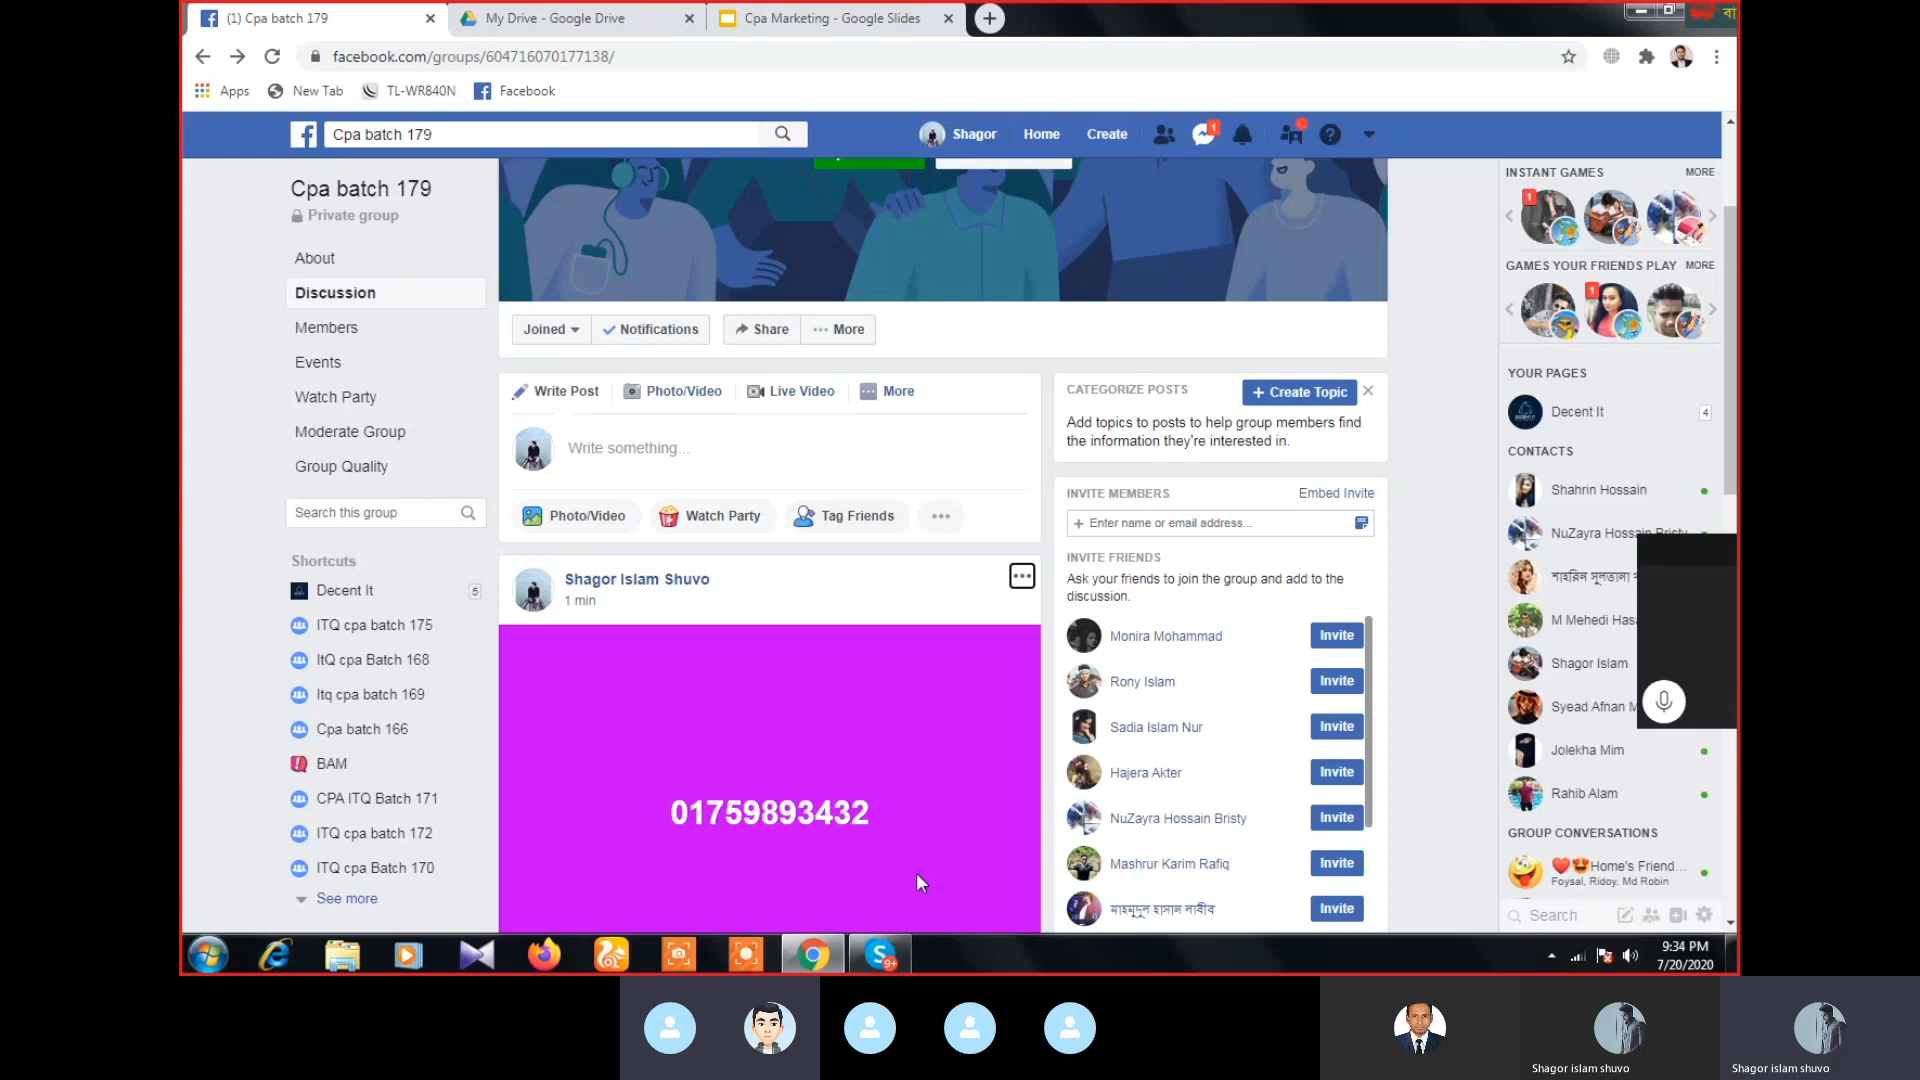 (1) Cpa batch 179
My Drive - Google Drive
Cpa Marketing - Google Slides
বা
facebook.com/groups/604716070177138/
Apps
New Tab
TL-WR840N
Facebook
Cpa batch 179
Shagor
Home
Create
1
Cpa batch 179
Private group
About
Discussion
Members
Events
Watch Party
Moderate Group
Group Quality
Search this group
Shortcuts
Decent It
5
ITQ cpa batch 175
ItQ cpa Batch 168
Itq cpa batch 169
Cpa batch 166
BAM
CPA ITQ Batch 171
ITQ cpa batch 172
ITQ cpa Batch 170
See more
Joined
Notifications
Share
More
Write Post
Photo/Video
Live Video
More
Write something...
Photo/Video
Watch Party
Tag Friends
Shagor Islam Shuvo
1 min
01759893432
CATEGORIZE POSTS
+ Create Topic
Add topics to posts to help group members find
the information they're interested in.
INVITE MEMBERS
Embed Invite
+ Enter name or email address...
INVITE FRIENDS
Ask your friends to join the group and add to the
discussion.
Monira Mohammad
Invite
Rony Islam
Invite
Sadia Islam Nur
Invite
Hajera Akter
Invite
NuZayra Hossain Bristy
Invite
Mashrur Karim Rafiq
Invite
মাহমুদুল হাসান লাবীব
Invite
INSTANT GAMES
MORE
1
GAMES YOUR FRIENDS PLAY
MORE
1
YOUR PAGES
Decent It
4
CONTACTS
Shahrin Hossain
NuZayra Hossain Bristy
শাহরিন সুলতানা
M Mehedi Hasa
Shagor Islam
Syead Afnan M
Jolekha Mim
Rahib Alam
GROUP CONVERSATIONS
Home's Friend...
Foysal, Ridoy, Md Robin
Search
9+
9:34 PM
7/20/2020
Shagor islam shuvo
Shagor islam shuvo